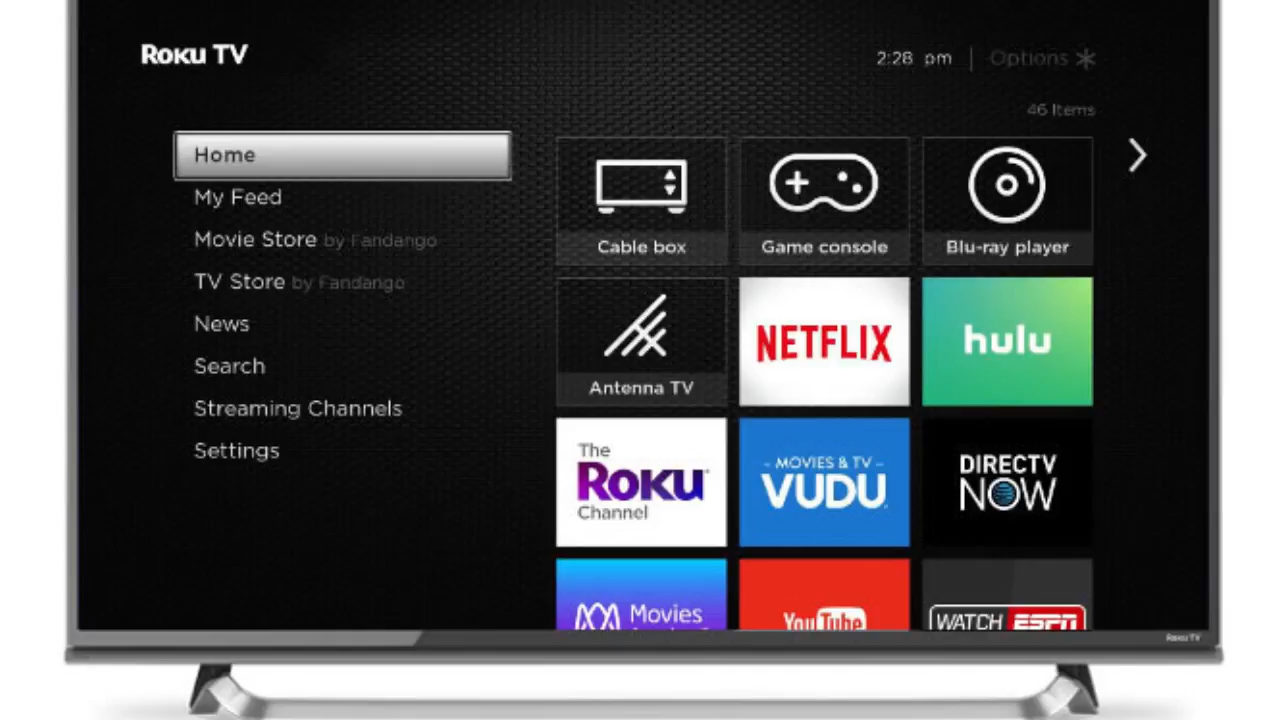 Roku TV
2:28 pm | Options
46 Items
Home
My Feed
Movie Store by Fandango
TV Store by Fandango
News
Search
Streaming Channels
Settings
Cable box
Game console
Blu-ray player
Antenna TV
NETFLIX
hulu
The
Roku
Channel
- MOVIES & TV -
VUDU
DIRECTV
NOW
Movies
YouTube
WATCH ESPN
Roku TV